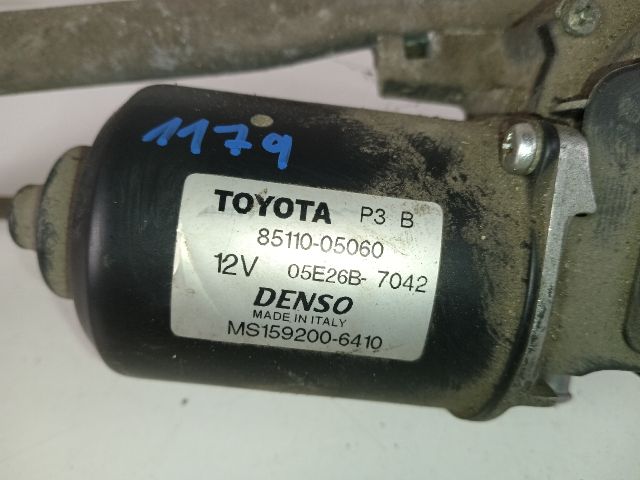 1179
TOYOTA P3 B
85110-05060
12V 05E26B-7042
DENSO
MADE IN ITALY
MS159200-6410